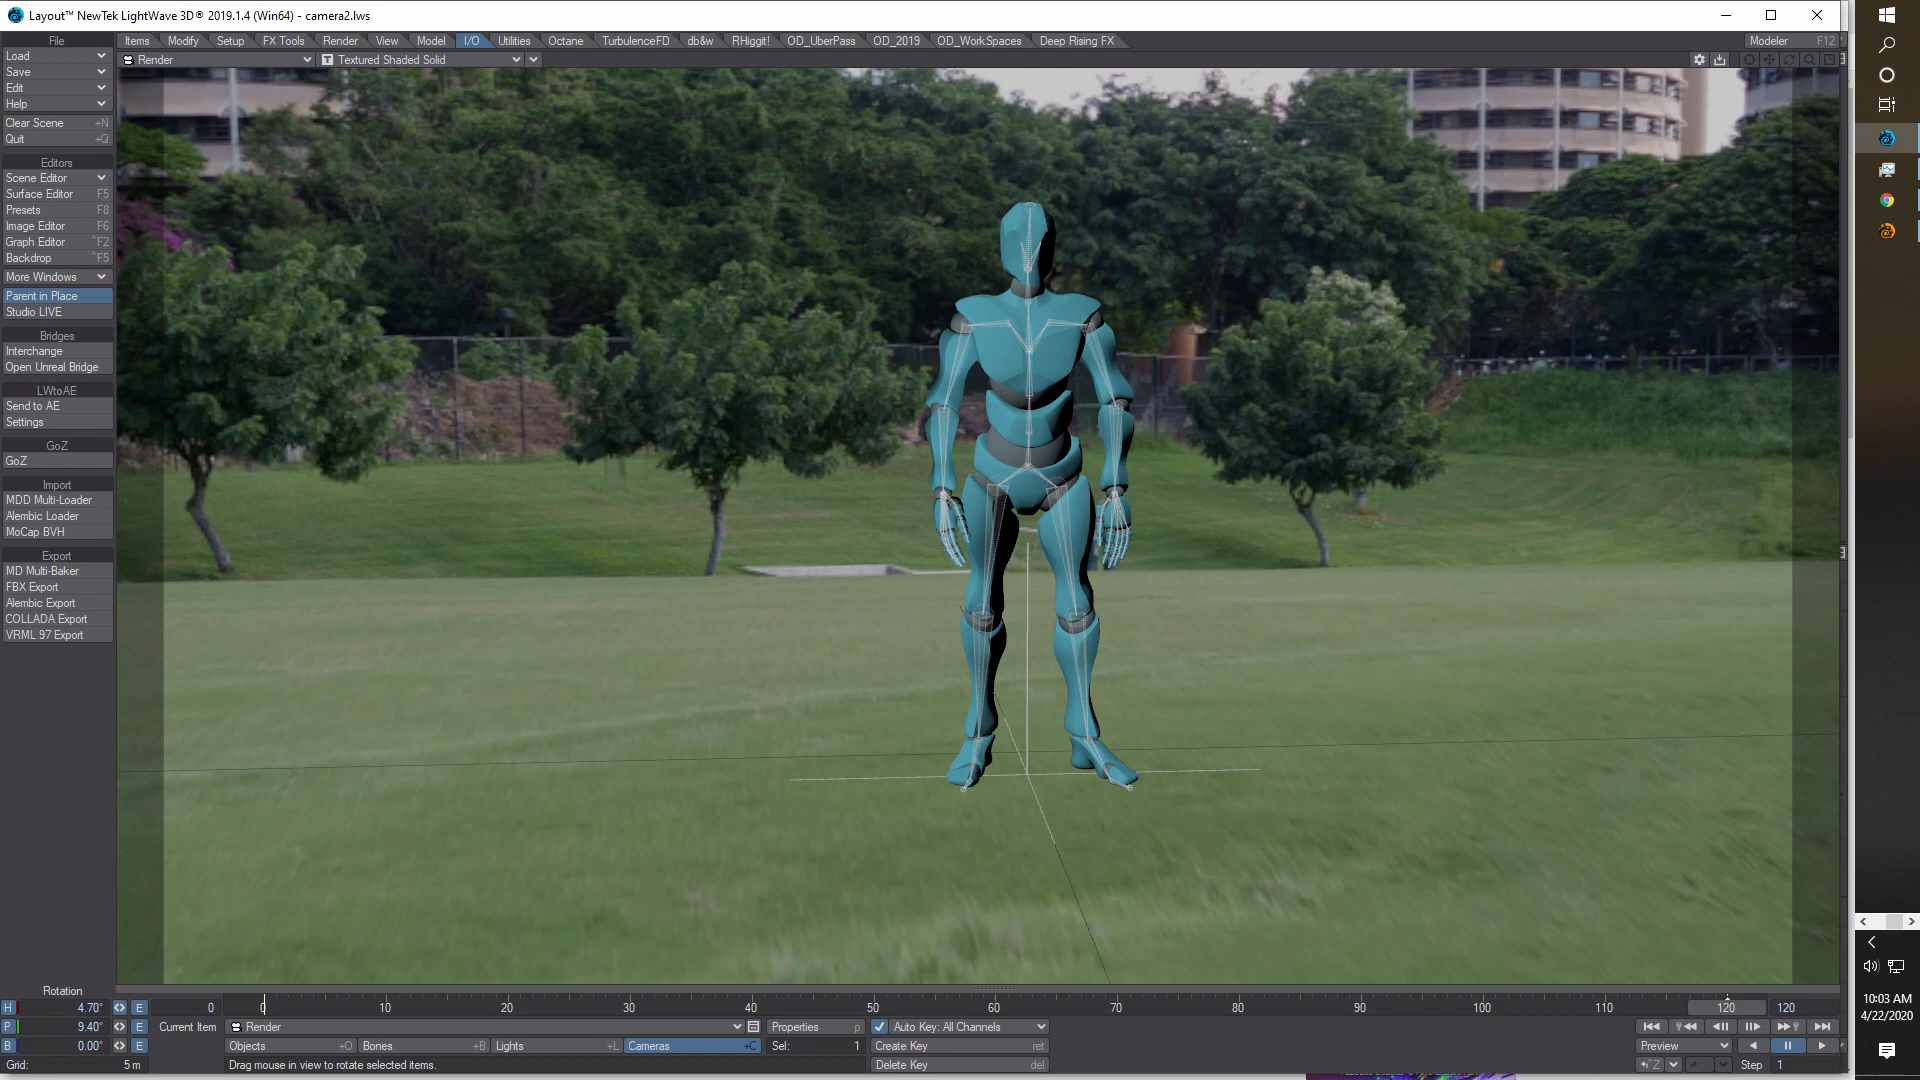 Layout™ NewTek LightWave 3D® 2019.1.4 (Win64) - camera2.lws
File
Items Modify Setup FX Tools Render View Model I/O Utilities Octane TurbulenceFD db&w RHiggit! OD_UberPass OD_2019 OD_WorkSpaces Deep Rising FX Modeler F12
Render T Textured Shaded Solid
Load
Save
Edit
Help
Clear Scene +N
Quit +Q
Editors
Scene Editor
Surface Editor F5
Presets F8
Image Editor F6
Graph Editor ^F2
Backdrop ^F5
More Windows
Parent in Place
Studio LIVE
Bridges
Interchange
Open Unreal Bridge
LWtoAE
Send to AE
Settings
GoZ
GoZ
Import
MDD Multi-Loader
Alembic Loader
MoCap BVH
Export
MD Multi-Baker
FBX Export
Alembic Export
COLLADA Export
VRML 97 Export
Rotation
H 4.70° E 0 0 10 20 30 40 50 60 70 80 90 100 110 120 120
P 9.40° E Current Item Render Properties p Auto Key: All Channels
B 0.00° E Objects +O Bones +B Lights +L Cameras +C Sel: 1 Create Key ret Preview
Grid: 5 m Drag mouse in view to rotate selected items. Delete Key del ^Z Step 1
10:03 AM
4/22/2020